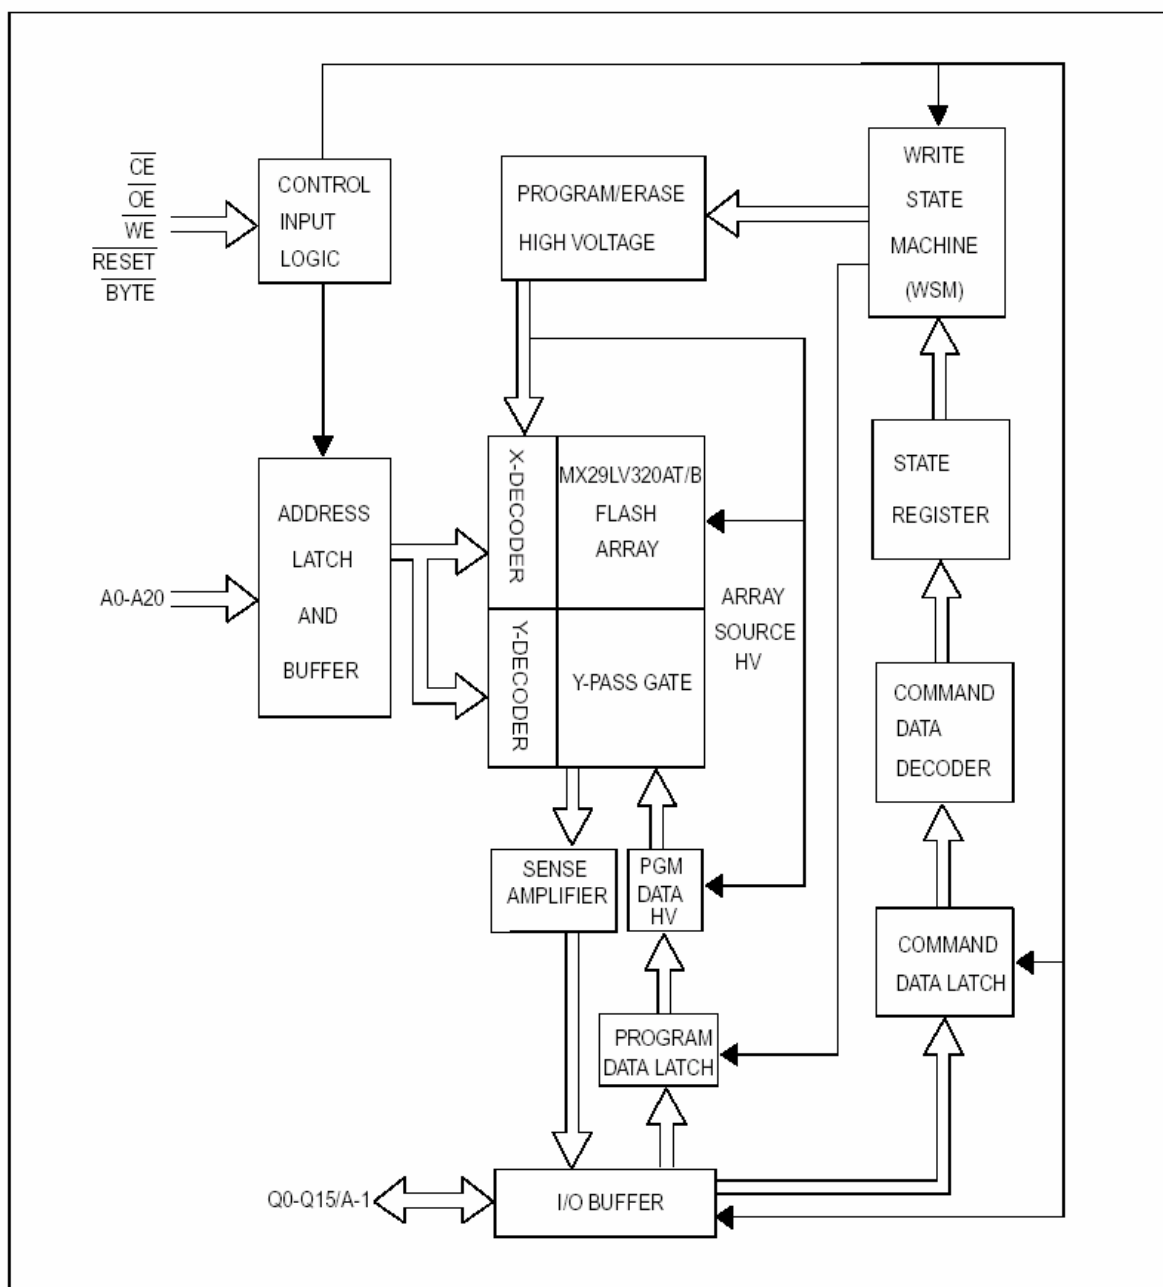 CE
OE
WE
RESET
BYTE
CONTROL
INPUT
LOGIC
PROGRAM/ERASE
HIGH VOLTAGE
WRITE
STATE
MACHINE
(WSM)
STATE
REGISTER
A0-A20
ADDRESS
LATCH
AND
BUFFER
X-DECODER
MX29LV320AT/B
FLASH
ARRAY
Y-DECODER
Y-PASS GATE
ARRAY
SOURCE
HV
COMMAND
DATA
DECODER
SENSE
AMPLIFIER
PGM
DATA
HV
COMMAND
DATA LATCH
PROGRAM
DATA LATCH
Q0-Q15/A-1
I/O BUFFER